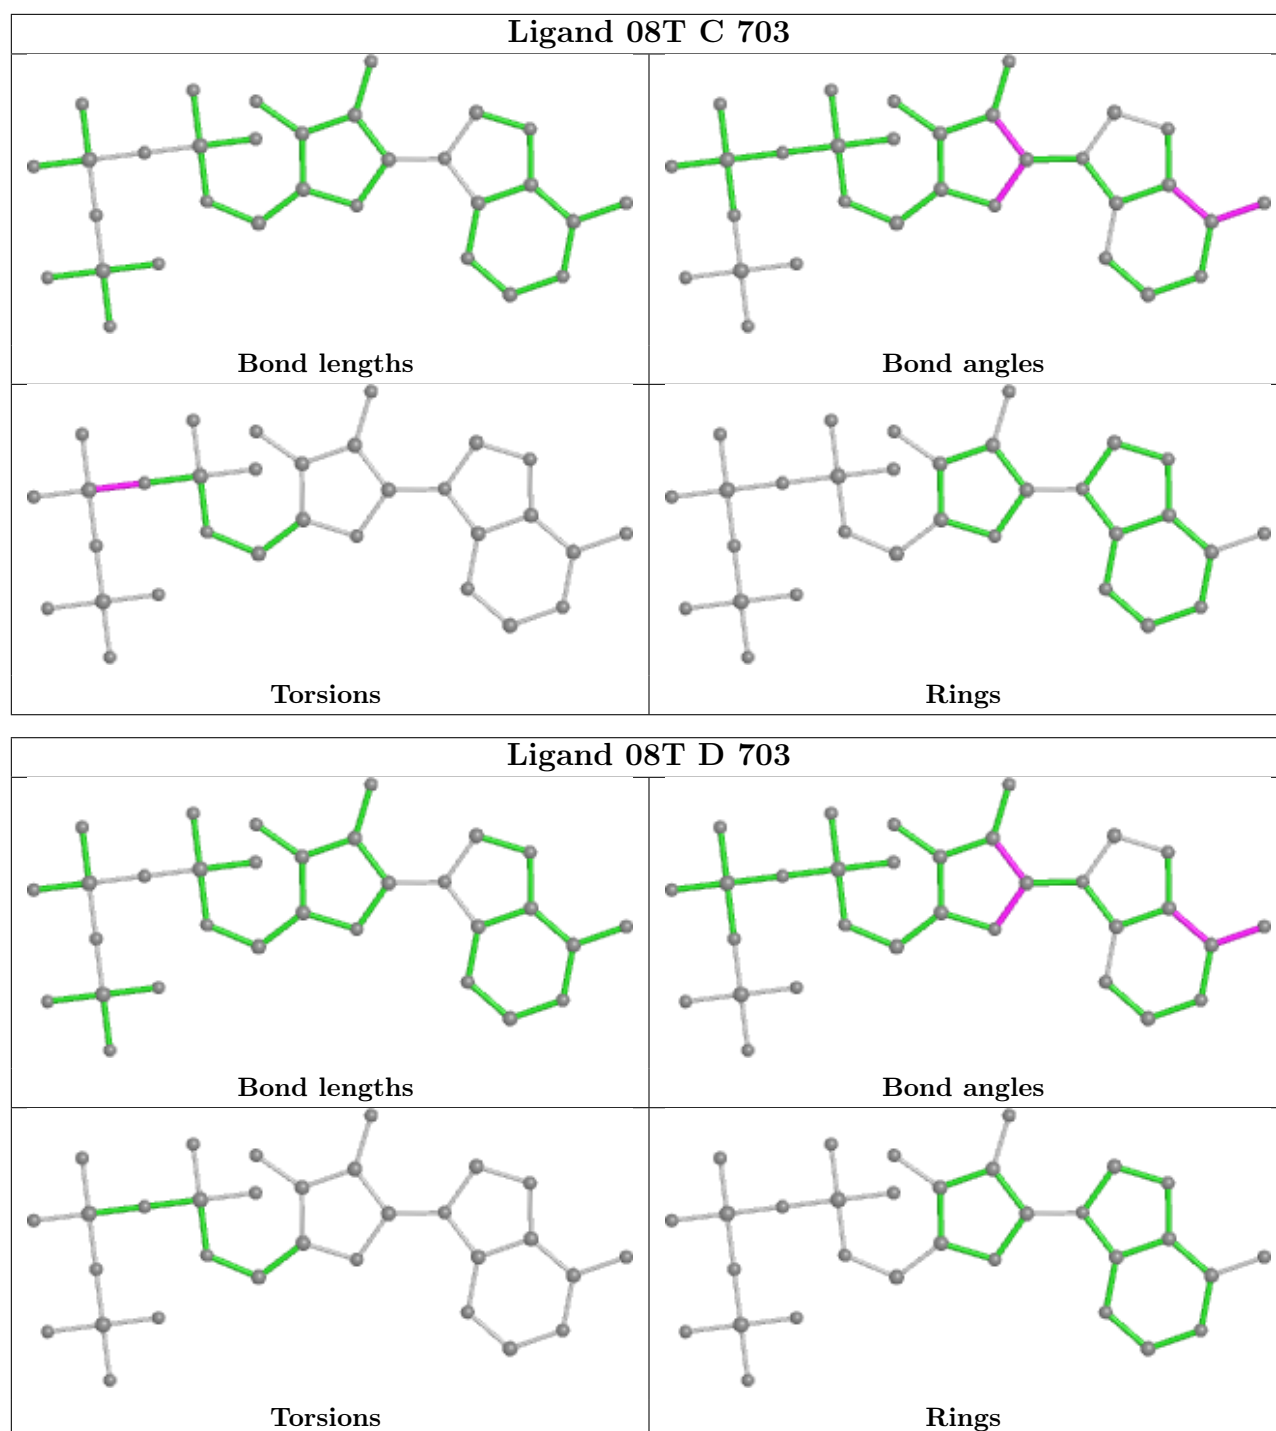 Ligand 08T C 703
Bond lengths
Bond angles
Torsions
Rings
Ligand 08T D 703
Bond lengths
Bond angles
Torsions
Rings